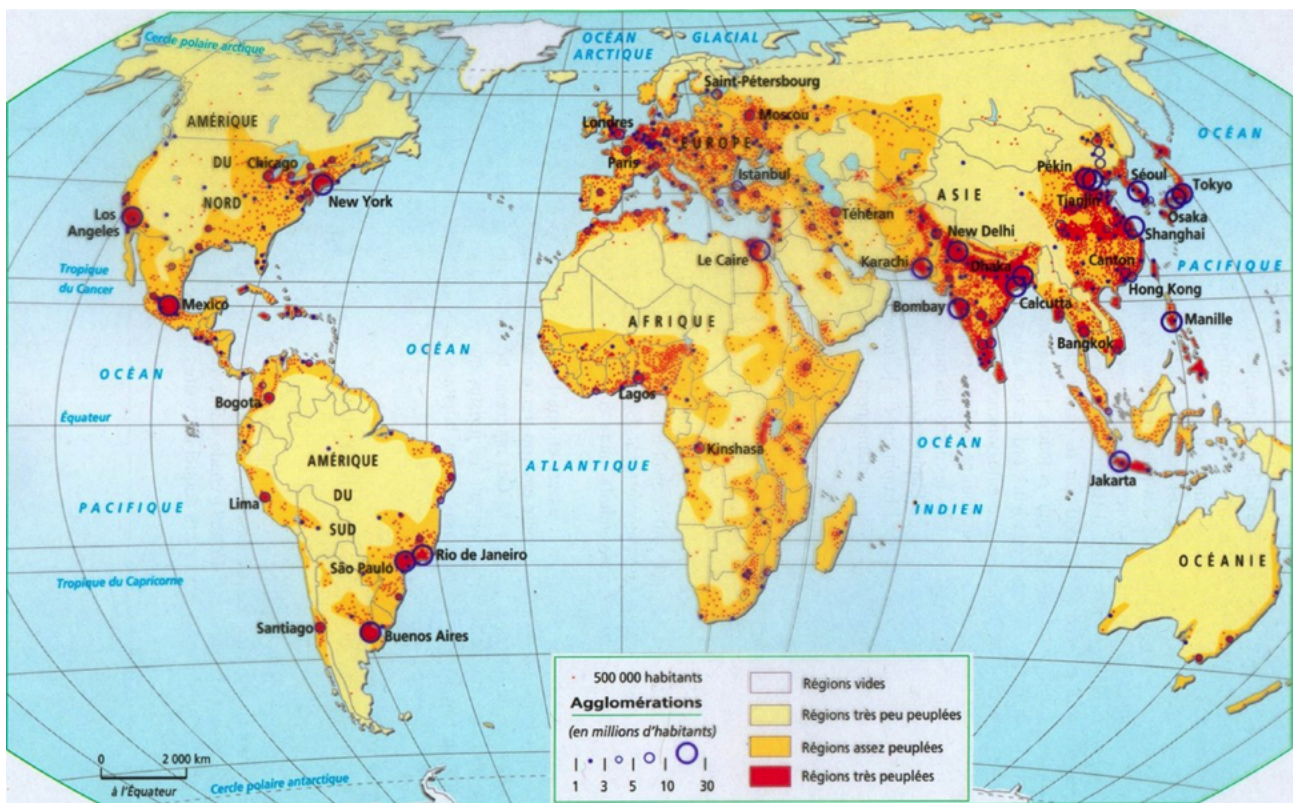 Cercle polaire arctique
OCÉAN
ARCTIQUE
GLACIAL
Saint-Pétersbourg
Moscou
Londres
EUROPE
Paris
Istanbul
AMÉRIQUE
DU
NORD
Chicago
New York
Los
Angeles
Tropique
du Cancer
Mexico
OCÉAN
PACIFIQUE
Équateur
Bogota
AMÉRIQUE
DU
SUD
Lima
Rio de Janeiro
São Paulo
Tropique du Capricorne
Santiago
Buenos Aires
OCÉAN
ATLANTIQUE
AFRIQUE
Le Caire
Lagos
Kinshasa
Téhéran
Karachi
New Delhi
Dhaka
Bombay
Calcutta
ASIE
Pékin
Tianjin
Séoul
Tokyo
Osaka
Shanghai
Canton
Hong Kong
Manille
Bangkok
Jakarta
OCÉAN
PACIFIQUE
OCÉAN
INDIEN
OCÉANIE
0 2 000 km
à l'Équateur
Cercle polaire antarctique
500 000 habitants
Agglomérations
(en millions d'habitants)
1 3 5 10 30
Régions vides
Régions très peu peuplées
Régions assez peuplées
Régions très peuplées